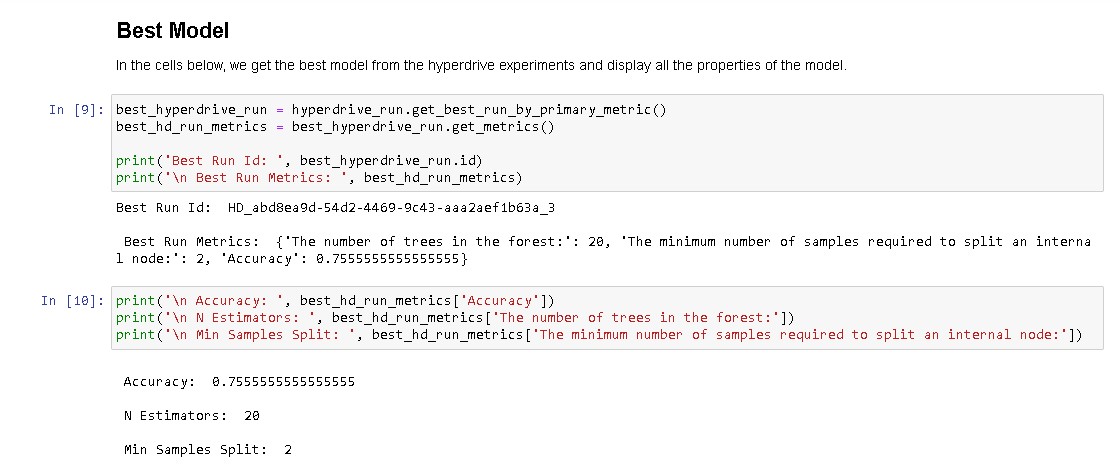 Best Model
In the cells below, we get the best model from the hyperdrive experiments and display all the properties of the model.
In [9]: best_hyperdrive_run = hyperdrive_run.get_best_run_by_primary_metric()
best_hd_run_metrics = best_hyperdrive_run.get_metrics()
print('Best Run Id: ', best_hyperdrive_run.id)
print('\n Best Run Metrics: ', best_hd_run_metrics)
Best Run Id:  HD_abd8ea9d-54d2-4469-9c43-aaa2aef1b63a_3
Best Run Metrics:  {'The number of trees in the forest:': 20, 'The minimum number of samples required to split an interna
l node:': 2, 'Accuracy': 0.7555555555555555}
In [10]: print('\n Accuracy: ', best_hd_run_metrics['Accuracy'])
print('\n N Estimators: ', best_hd_run_metrics['The number of trees in the forest:'])
print('\n Min Samples Split: ', best_hd_run_metrics['The minimum number of samples required to split an internal node:'])
Accuracy:  0.7555555555555555
N Estimators:  20
Min Samples Split:  2